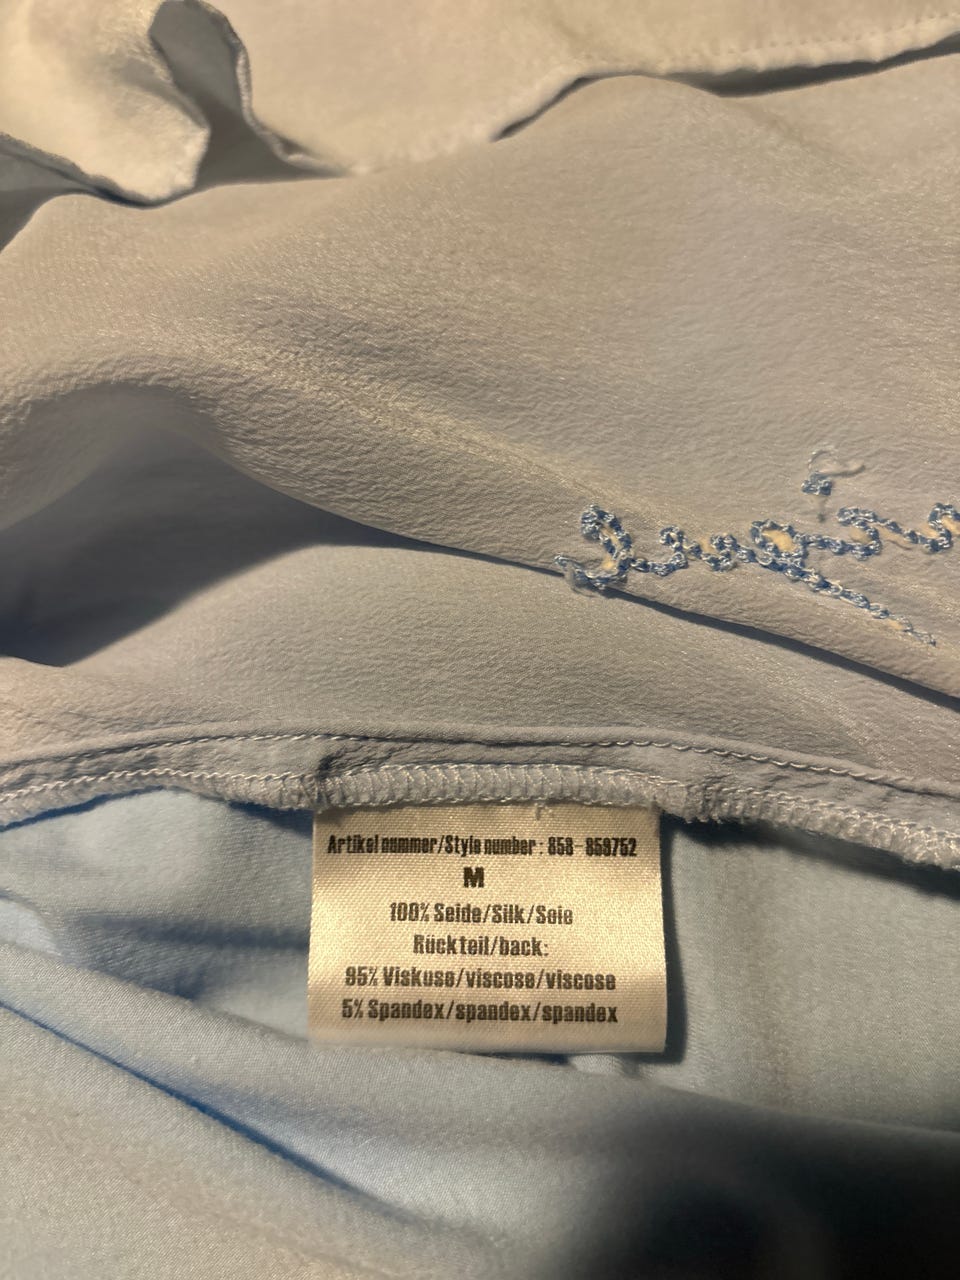 Artikel nummer/Style number : 858-859752
M
100% Seide/Silk/Soie
Rückteil/back:
95% Viskose/viscose/viscose
5% Spandex/spandex/spandex